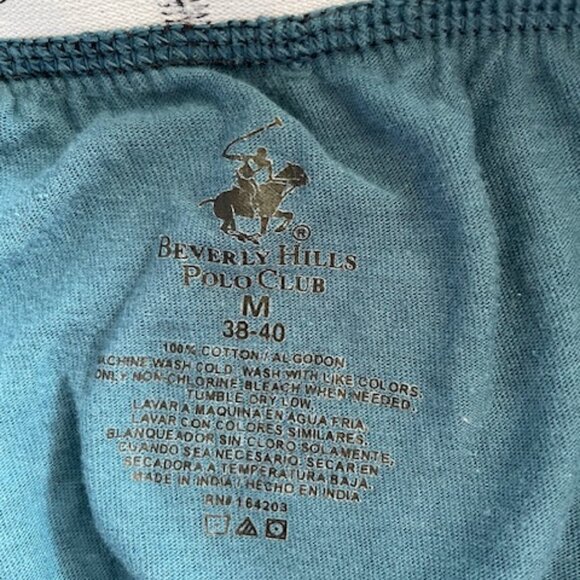 ®
BEVERLY HILLS
POLO CLUB
M
38-40
100% COTTON / ALGODON
ACHINE WASH COLD. WASH WITH LIKE COLORS.
ONLY NON-CHLORINE BLEACH WHEN NEEDED.
TUMBLE DRY LOW.
LAVAR A MAQUINA EN AGUA FRIA.
LAVAR CON COLORES SIMILARES.
BLANQUEADOR SIN CLORO SOLAMENTE,
CUANDO SEA NECESARIO. SECAR EN
SECADORA A TEMPERATURA BAJA.
MADE IN INDIA / HECHO EN INDIA
RN# 164203